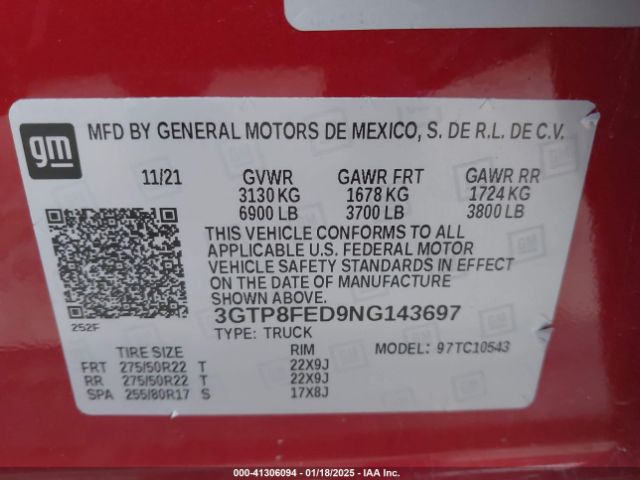 gm
MFD BY GENERAL MOTORS DE MEXICO, S. DE R.L. DE C.V.
11/21 GVWR GAWR FRT GAWR RR
3130 KG 1678 KG 1724 KG
6900 LB 3700 LB 3800 LB
THIS VEHICLE CONFORMS TO ALL
APPLICABLE U.S. FEDERAL MOTOR
VEHICLE SAFETY STANDARDS IN EFFECT
ON THE DATE OF MANUFACTURE
SHOWN ABOVE.
3GTP8FED9NG143697
252F
TYPE: TRUCK
TIRE SIZE RIM MODEL: 97TC10543
FRT 275/50R22 T 22X9J
RR 275/50R22 T 22X9J
SPA 255/80R17 S 17X8J
000-41306094 - 01/18/2025 - IAA Inc.